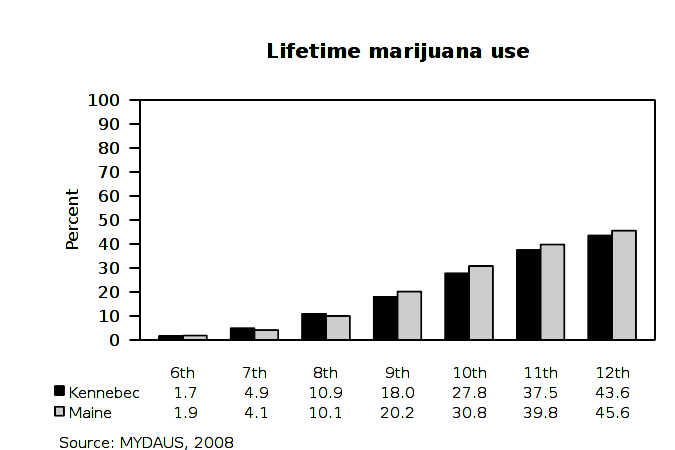 Lifetime marijuana use
100
90
80
70
60
50
40
30
20
10
0
Percent
6th 7th 8th 9th 10th 11th 12th
Kennebec 1.7 4.9 10.9 18.0 27.8 37.5 43.6
Maine 1.9 4.1 10.1 20.2 30.8 39.8 45.6
Source: MYDAUS, 2008